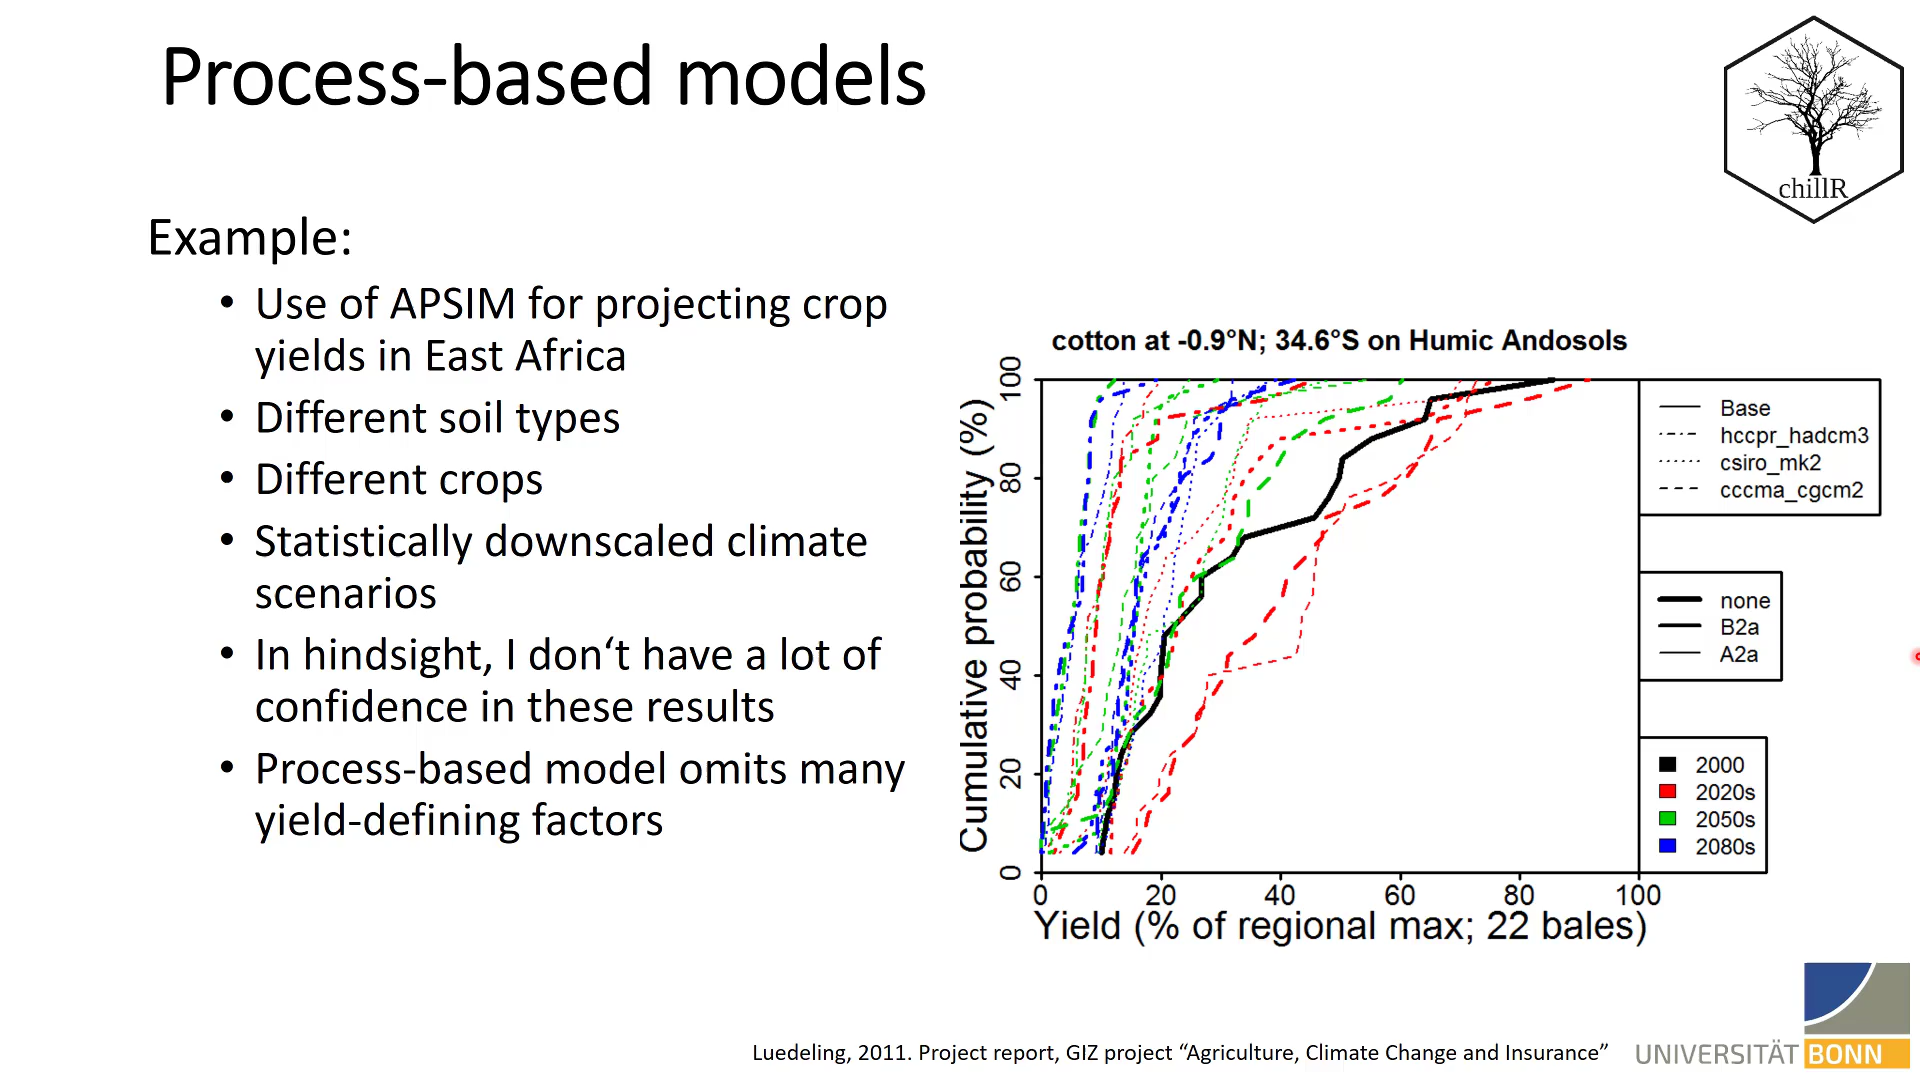 Process-based models
chillR
Example:
• Use of APSIM for projecting crop
yields in East Africa
• Different soil types
• Different crops
• Statistically downscaled climate
scenarios
• In hindsight, I don‘t have a lot of
confidence in these results
• Process-based model omits many
yield-defining factors
cotton at -0.9°N; 34.6°S on Humic Andosols
Cumulative probability (%)
100
80
60
40
20
0
0 20 40 60 80 100
Yield (% of regional max; 22 bales)
Base
hccpr_hadcm3
csiro_mk2
cccma_cgcm2
none
B2a
A2a
2000
2020s
2050s
2080s
Luedeling, 2011. Project report, GIZ project “Agriculture, Climate Change and Insurance”
UNIVERSITÄT BONN